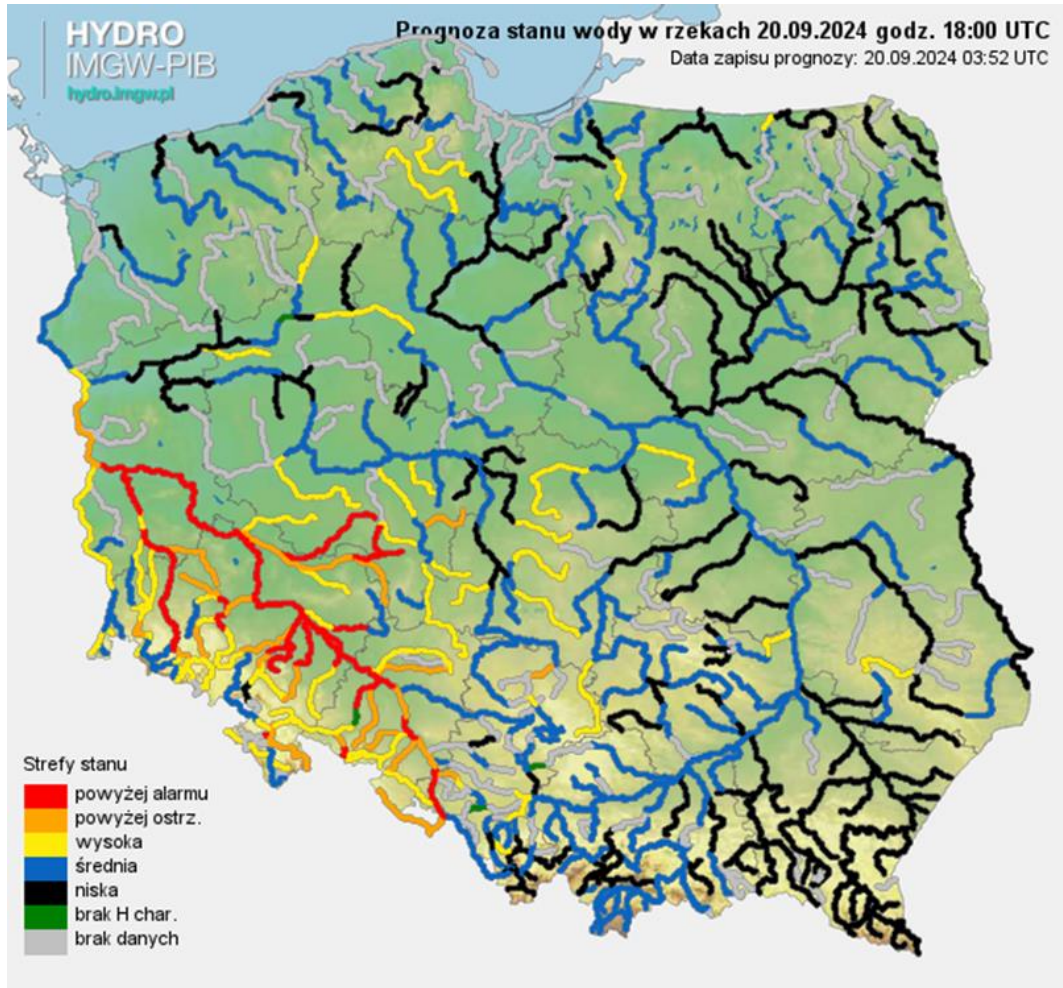 HYDRO
IMGW-PIB
hydro.imgw.pl
Prognoza stanu wody w rzekach 20.09.2024 godz. 18:00 UTC
Data zapisu prognozy: 20.09.2024 03:52 UTC
Strefy stanu
powyżej alarmu
powyżej ostrz.
wysoka
średnia
niska
brak H char.
brak danych